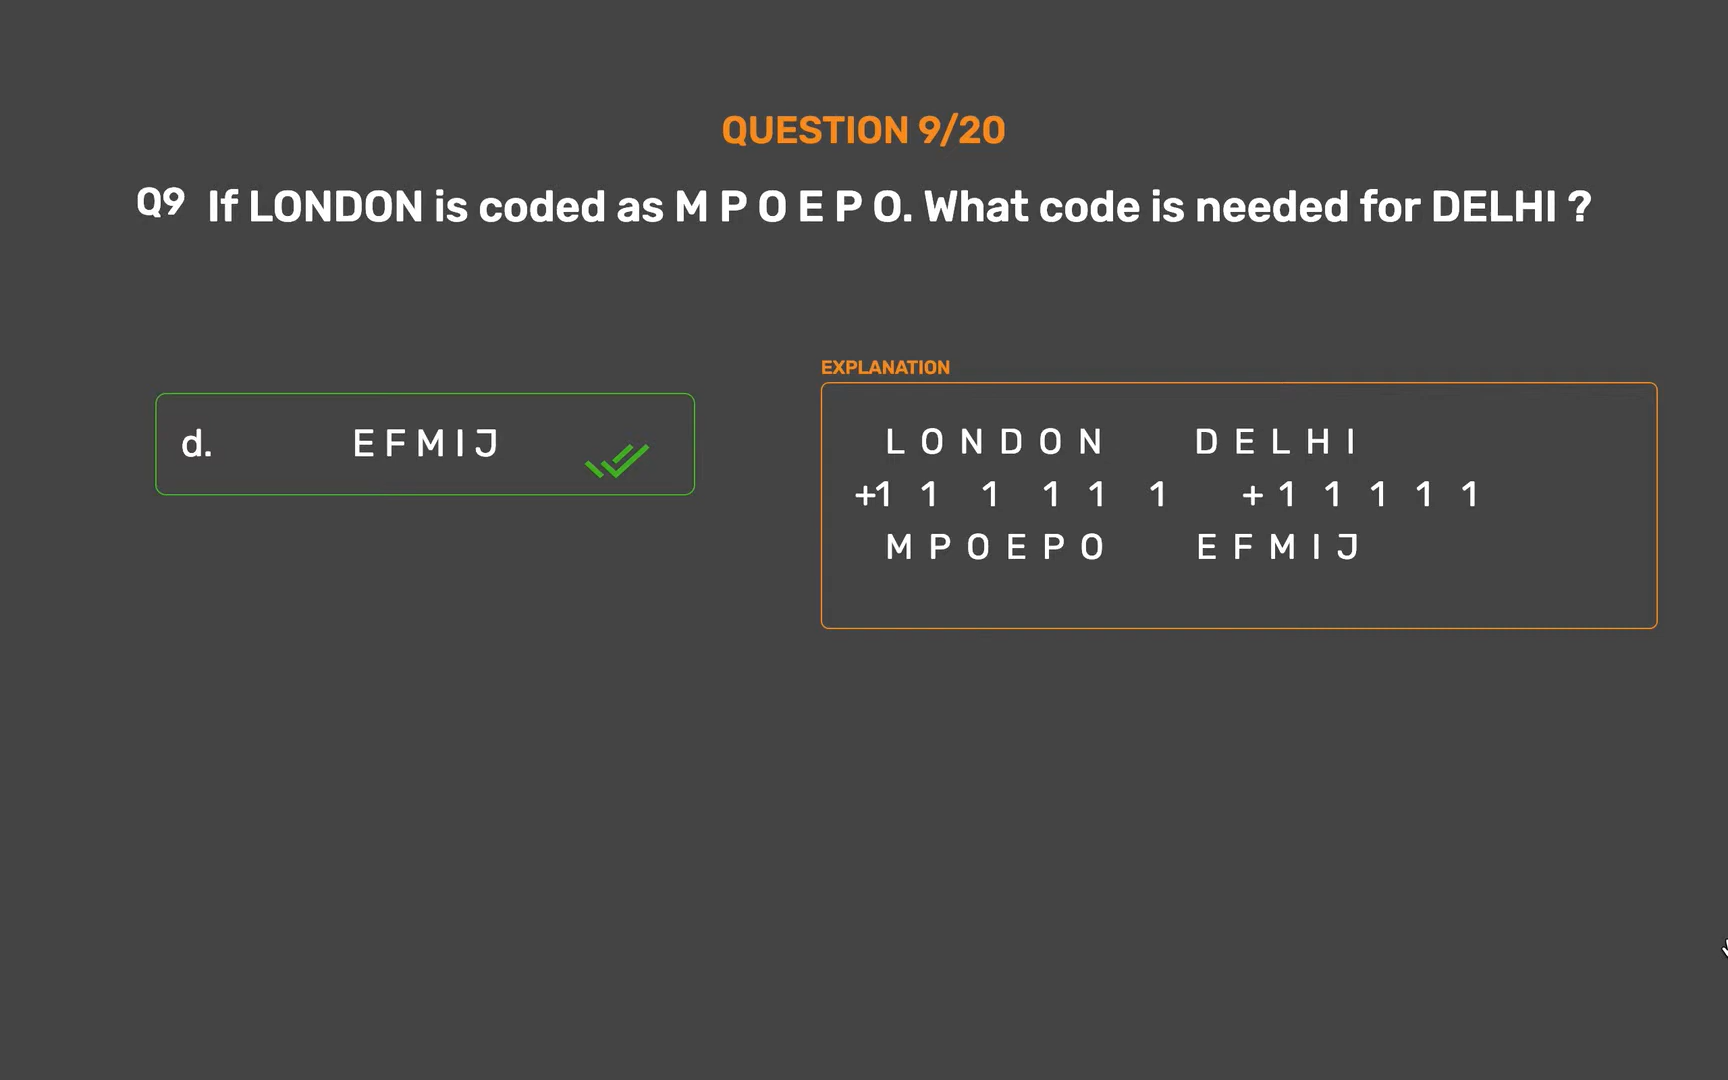 QUESTION 9/20
Q9 If LONDON is coded as M P O E P O. What code is needed for DELHI ?
d. E F M I J
EXPLANATION
L O N D O N D E L H I
+1 1 1 1 1 1 + 1 1 1 1 1
M P O E P O E F M I J